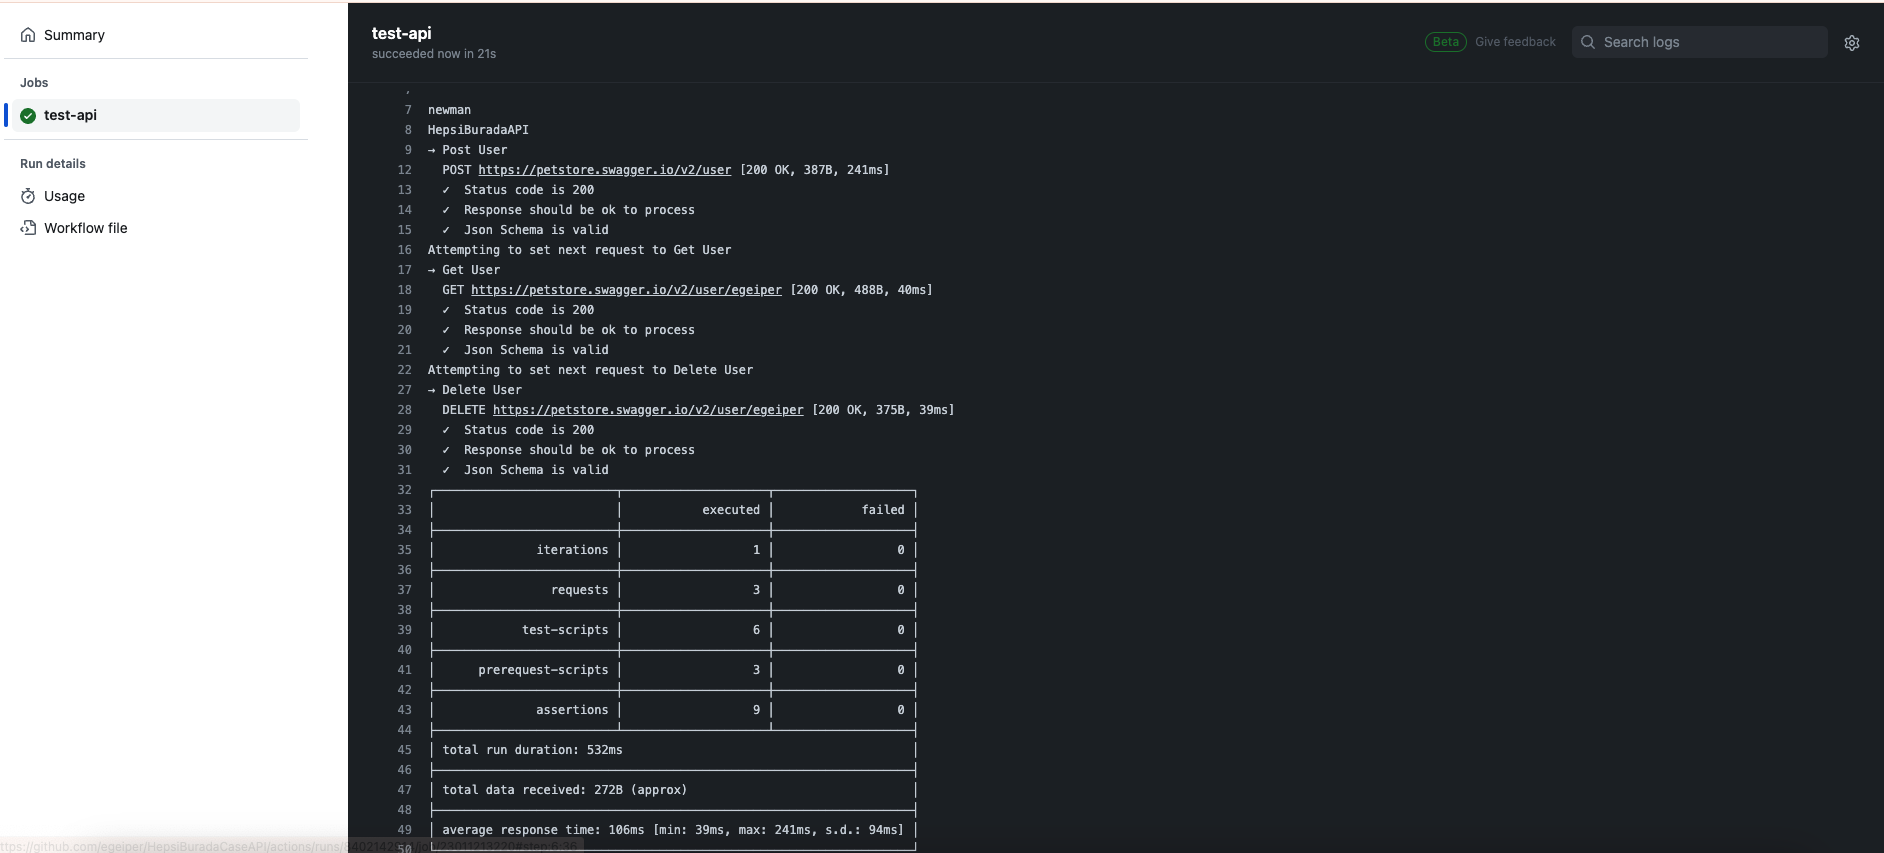 Summary
Jobs
test-api
Run details
Usage
Workflow file
test-api
succeeded now in 21s
Beta Give feedback
Search logs
7 newman
8 HepsiBuradaAPI
9 → Post User
12 POST https://petstore.swagger.io/v2/user [200 OK, 387B, 241ms]
13 ✓ Status code is 200
14 ✓ Response should be ok to process
15 ✓ Json Schema is valid
16 Attempting to set next request to Get User
17 → Get User
18 GET https://petstore.swagger.io/v2/user/egeiper [200 OK, 488B, 40ms]
19 ✓ Status code is 200
20 ✓ Response should be ok to process
21 ✓ Json Schema is valid
22 Attempting to set next request to Delete User
27 → Delete User
28 DELETE https://petstore.swagger.io/v2/user/egeiper [200 OK, 375B, 39ms]
29 ✓ Status code is 200
30 ✓ Response should be ok to process
31 ✓ Json Schema is valid
32
33 executed failed
34
35 iterations 1 0
36
37 requests 3 0
38
39 test-scripts 6 0
40
41 prerequest-scripts 3 0
42
43 assertions 9 0
44
45 total run duration: 532ms
46
47 total data received: 272B (approx)
48
49 average response time: 106ms [min: 39ms, max: 241ms, s.d.: 94ms]
50